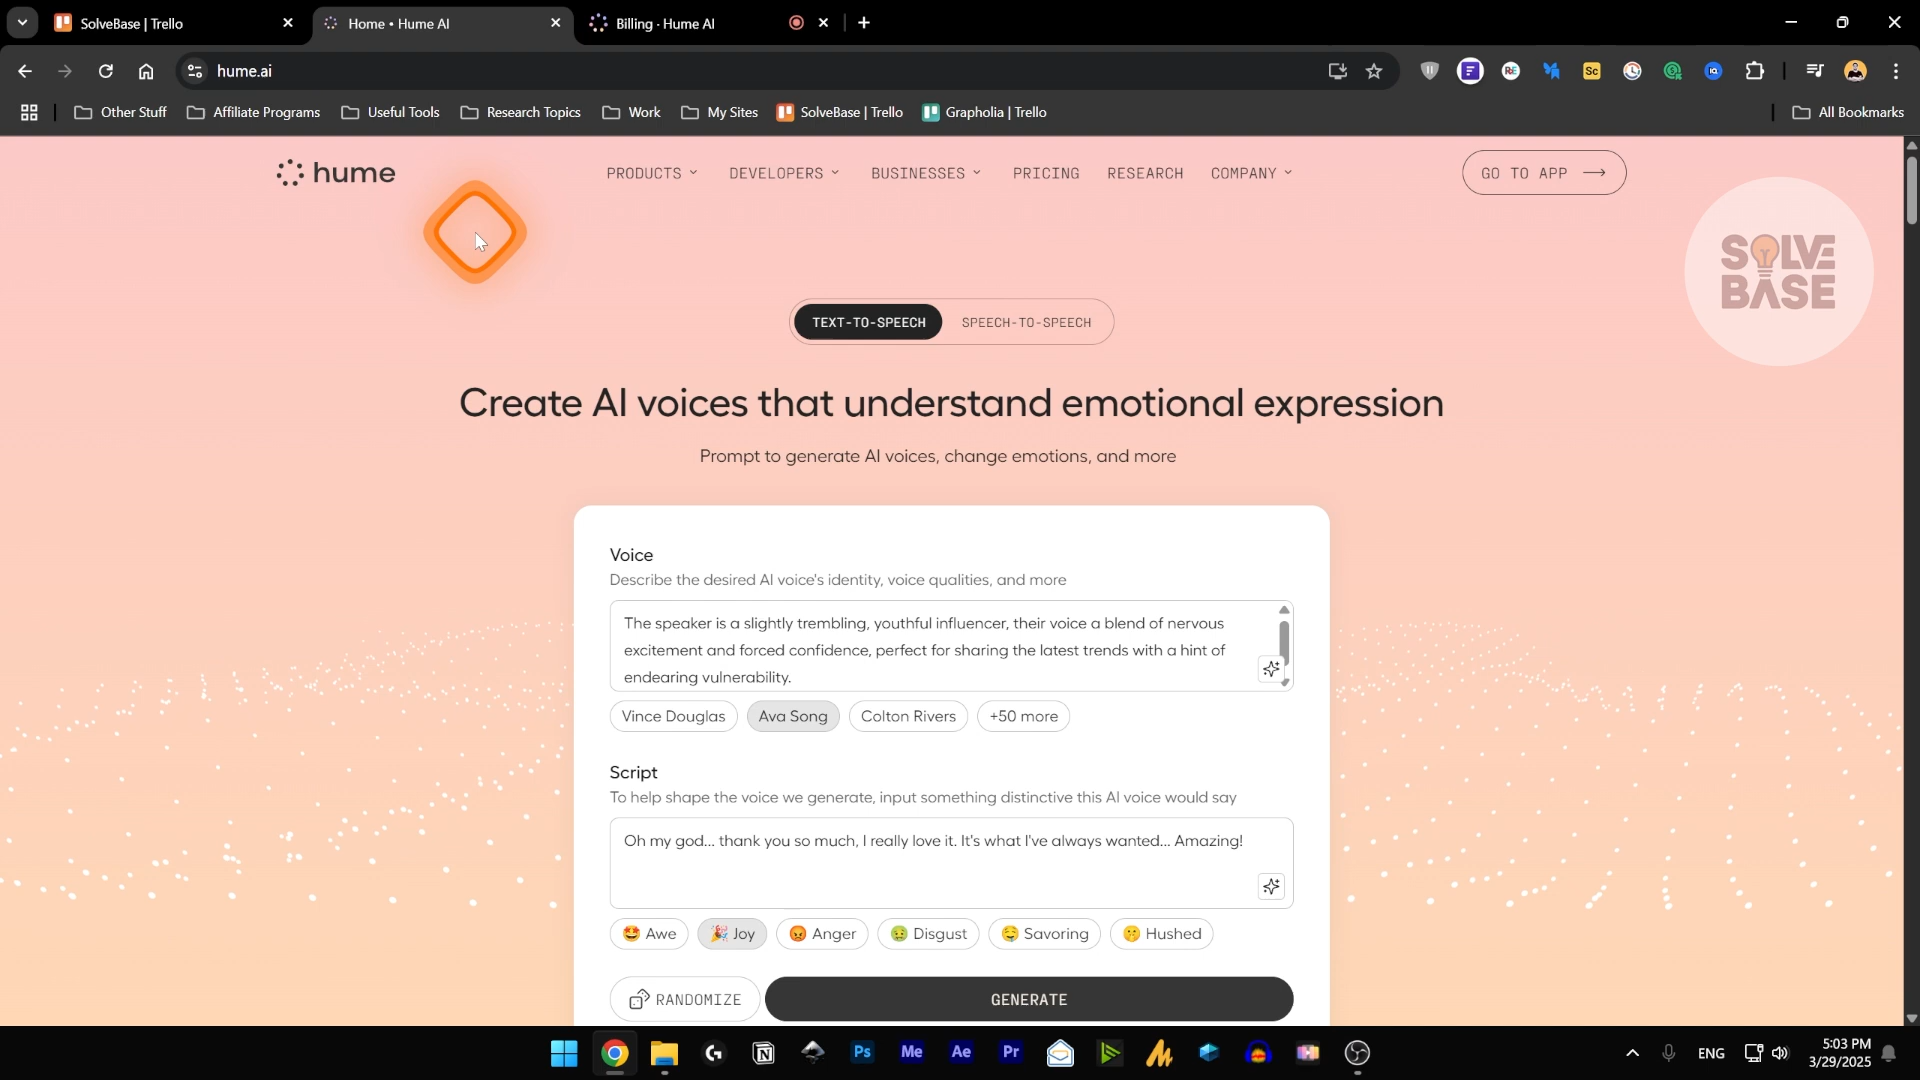 SolveBase | Trello
Home • Hume AI
Billing · Hume AI
hume.ai
Other Stuff
Affiliate Programs
Useful Tools
Research Topics
Work
My Sites
SolveBase | Trello
Grapholia | Trello
All Bookmarks
hume
PRODUCTS
DEVELOPERS
BUSINESSES
PRICING
RESEARCH
COMPANY
GO TO APP
SOLVE
BASE
TEXT-TO-SPEECH
SPEECH-TO-SPEECH
Create AI voices that understand emotional expression
Prompt to generate AI voices, change emotions, and more
Voice
Describe the desired AI voice's identity, voice qualities, and more
The speaker is a slightly trembling, youthful influencer, their voice a blend of nervous
excitement and forced confidence, perfect for sharing the latest trends with a hint of
endearing vulnerability.
Vince Douglas
Ava Song
Colton Rivers
+50 more
Script
To help shape the voice we generate, input something distinctive this AI voice would say
Oh my god... thank you so much, I really love it. It's what I've always wanted... Amazing!
Awe
Joy
Anger
Disgust
Savoring
Hushed
RANDOMIZE
GENERATE
Ps
Me
Ae
Pr
ENG
5:03 PM
3/29/2025